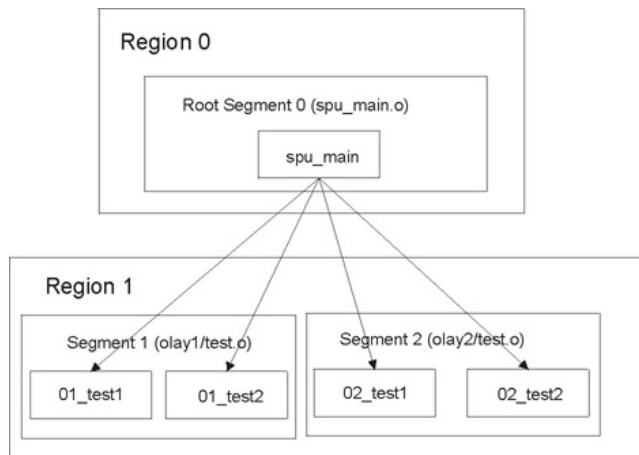 Region 0
Root Segment 0 (spu_main.o)
spu_main
Region 1
Segment 1 (olay1/test.o)
Segment 2 (olay2/test.o)
01_test1
01_test2
02_test1
02_test2